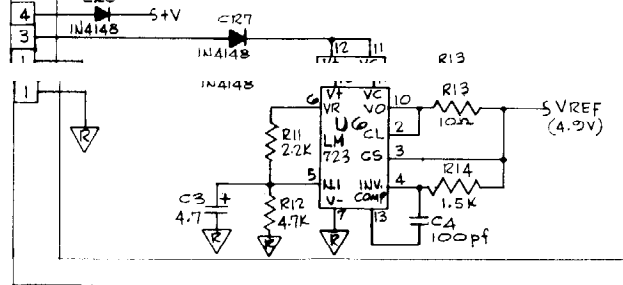 4 S+V
IN4148 CR7
3
IN4148 12 11
V+ VC R13
1 IN4148 V+ VC R13
6 VR VO 10
10Ω SVREF
(4.9V)
U6 CL 2
R11
2.2K LM
723 CS 3
R14
5 N.I INV. 4
C3 + COMP 1.5K
4.7 R12 V-
4.7K 7 13 C4
100pf
R R R R